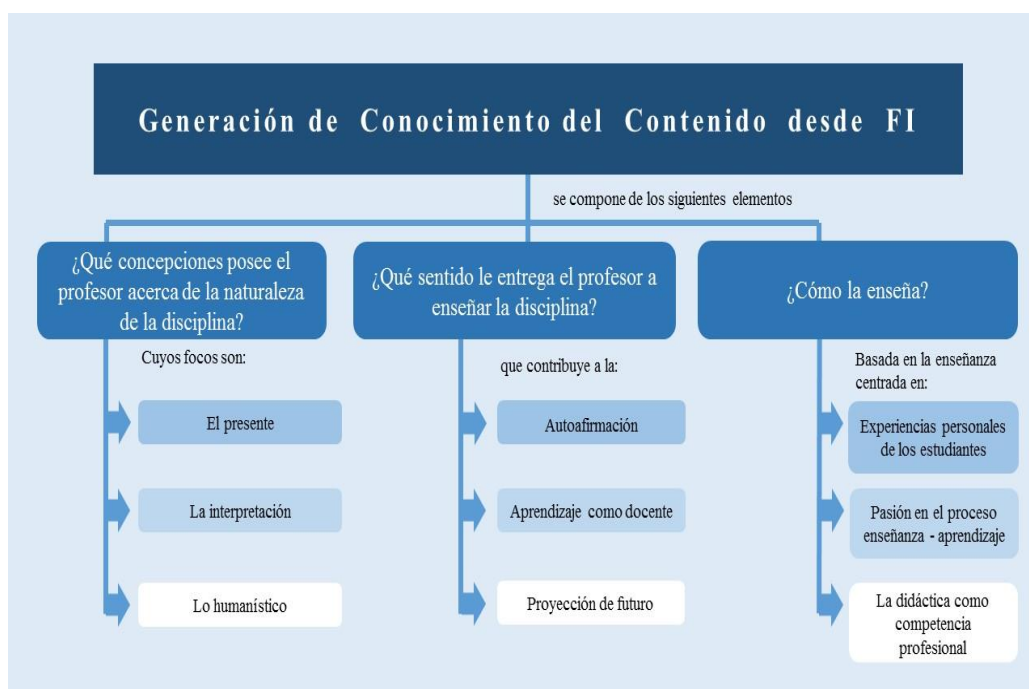 Generación de Conocimiento del Contenido desde FI
se compone de los siguientes elementos
¿Qué concepciones posee el
profesor acerca de la naturaleza
de la disciplina?
Cuyos focos son:
El presente
La interpretación
Lo humanístico
¿Qué sentido le entrega el profesor a
enseñar la disciplina?
que contribuye a la:
Autoafirmación
Aprendizaje como docente
Proyección de futuro
¿Cómo la enseña?
Basada en la enseñanza
centrada en:
Experiencias personales
de los estudiantes
Pasión en el proceso
enseñanza - aprendizaje
La didáctica como
competencia
profesional